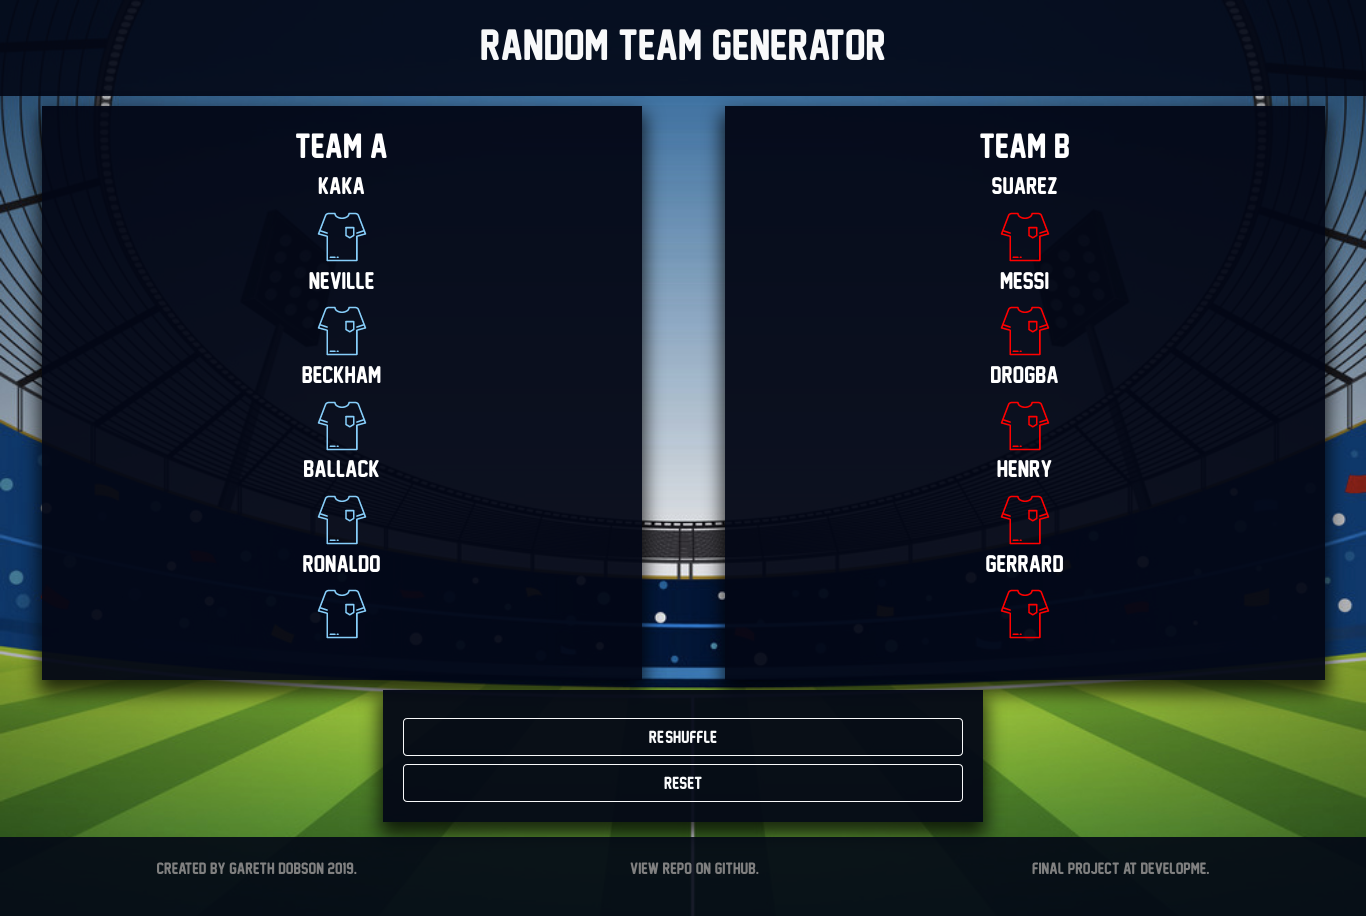 RANDOM TEAM GENERATOR
TEAM A
KAKA
NEVILLE
BECKHAM
BALLACK
RONALDO
TEAM B
SUAREZ
MESSI
DROGBA
HENRY
GERRARD
RESHUFFLE
RESET
CREATED BY GARETH DOBSON 2019.
VIEW REPO ON GITHUB.
FINAL PROJECT AT DEVELOPME.